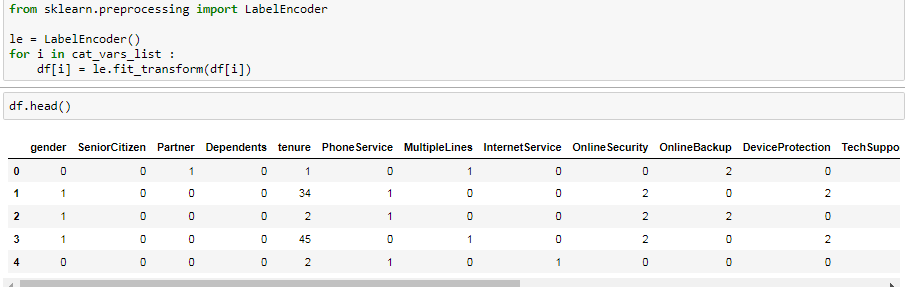 from sklearn.preprocessing import LabelEncoder
le = LabelEncoder()
for i in cat_vars_list :
    df[i] = le.fit_transform(df[i])
df.head()
gender SeniorCitizen Partner Dependents tenure PhoneService MultipleLines InternetService OnlineSecurity OnlineBackup DeviceProtection TechSuppo
0 0 0 1 0 1 0 1 0 0 2 0
1 1 0 0 0 34 1 0 0 2 0 2
2 1 0 0 0 2 1 0 0 2 2 0
3 1 0 0 0 45 0 1 0 2 0 2
4 0 0 0 0 2 1 0 1 0 0 0